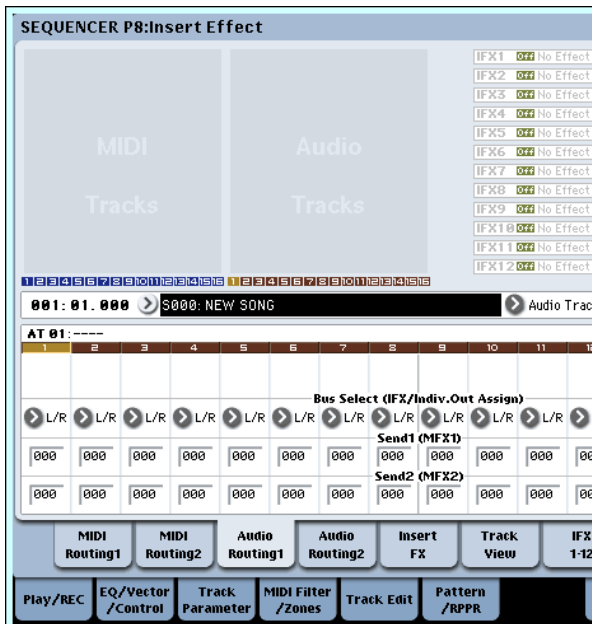 SEQUENCER P8:Insert Effect
IFX1 Off No Effect
IFX2 Off No Effect
IFX3 Off No Effect
IFX4 Off No Effect
IFX5 Off No Effect
IFX6 Off No Effect
IFX7 Off No Effect
IFX8 Off No Effect
IFX9 Off No Effect
IFX10 Off No Effect
IFX11 Off No Effect
IFX12 Off No Effect
MIDI Tracks
Audio Tracks
1 2 3 4 5 6 7 8 9 10 11 12 13 14 15 16 1 2 3 4 5 6 7 8 9 10 11 12 13 14 15 16
001:01.000 S000: NEW SONG Audio Trac
AT 01:----
1 2 3 4 5 6 7 8 9 10 11
Bus Select (IFX/Indiv.Out Assign)
L/R L/R L/R L/R L/R L/R L/R L/R L/R L/R L/R
Send1 (MFX1)
000 000 000 000 000 000 000 000 000 000 000
Send2 (MFX2)
000 000 000 000 000 000 000 000 000 000 000
MIDI Routing1 MIDI Routing2 Audio Routing1 Audio Routing2 Insert FX Track View IFX 1-12
Play/REC EQ/Vector /Control Track Parameter MIDI Filter /Zones Track Edit Pattern /RPPR